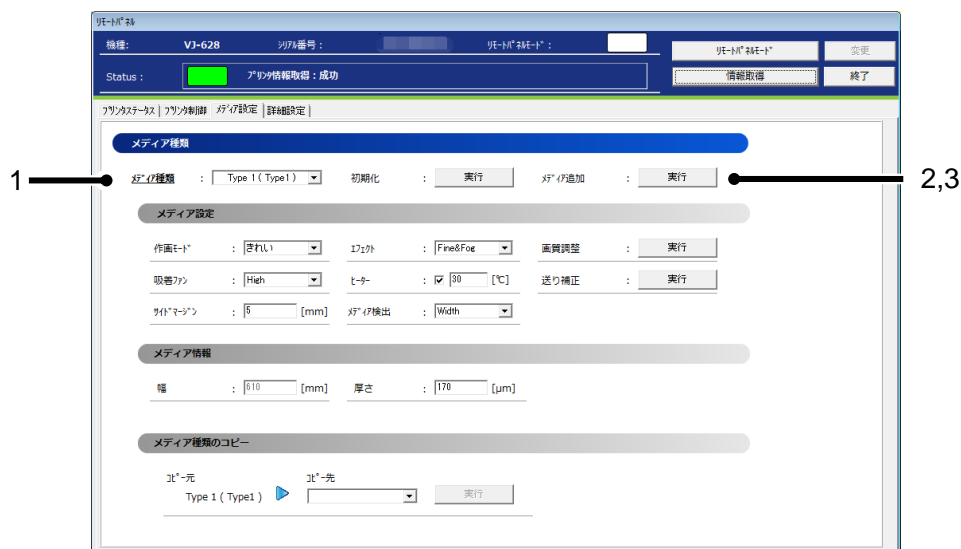 ﾘﾓｰﾄﾊﾟﾈﾙ
機種: VJ-628 ｼﾘｱﾙ番号: ﾘﾓｰﾄﾊﾟﾈﾙﾓｰﾄﾞ: ﾘﾓｰﾄﾊﾟﾈﾙﾓｰﾄﾞ 変更
Status: ﾌﾟﾘﾝﾀ情報取得:成功 情報取得 終了
ﾌﾟﾘﾝﾀｽﾃｰﾀｽ ﾌﾟﾘﾝﾀ制御 ﾒﾃﾞｨｱ設定 詳細設定
メディア種類
1 ﾒﾃﾞｨｱ種類 : Type 1 ( Type1 ) 初期化 : 実行 ﾒﾃﾞｨｱ追加 : 実行 2,3
メディア設定
作画ﾓｰﾄﾞ : きれい ｴﾌｪｸﾄ : Fine&Fog 画質調整 : 実行
吸着ﾌｧﾝ : High ﾋｰﾀｰ : 30 [℃] 送り補正 : 実行
ｻｲﾄﾞﾏｰｼﾞﾝ : 5 [mm] ﾒﾃﾞｨｱ検出 : Width
メディア情報
幅 : 610 [mm] 厚さ : 170 [µm]
メディア種類のコピー
ｺﾋﾟｰ元 ｺﾋﾟｰ先
Type 1 ( Type1 ) 実行